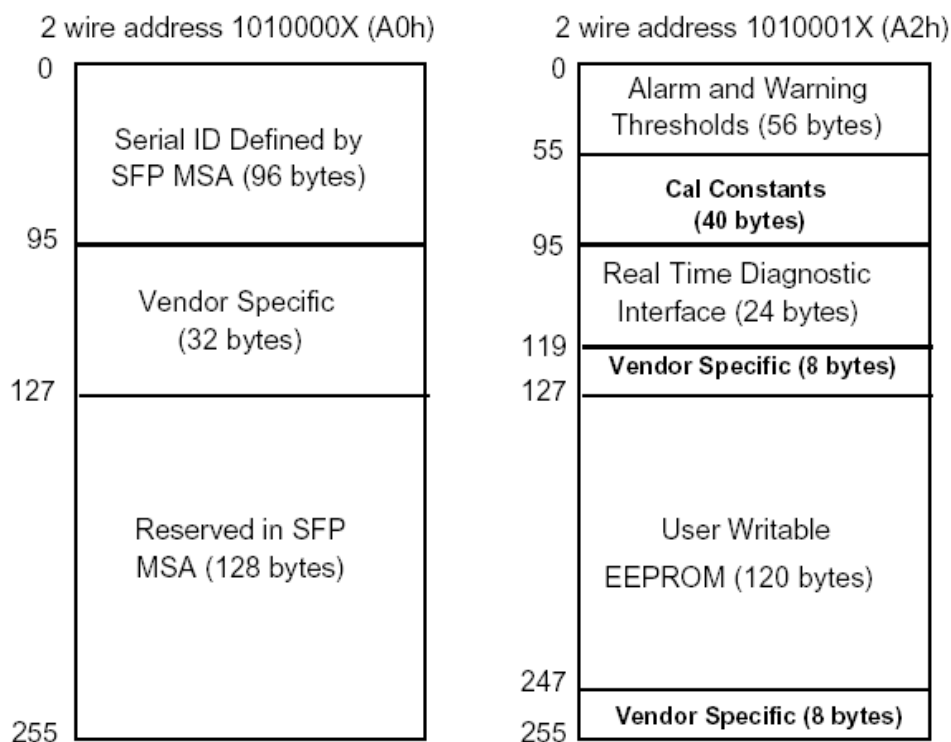 2 wire address 1010000X (A0h)
0
Serial ID Defined by
SFP MSA (96 bytes)
95
Vendor Specific
(32 bytes)
127
Reserved in SFP
MSA (128 bytes)
255
2 wire address 1010001X (A2h)
0
Alarm and Warning
Thresholds (56 bytes)
55
Cal Constants
(40 bytes)
95
Real Time Diagnostic
Interface (24 bytes)
119
Vendor Specific (8 bytes)
127
User Writable
EEPROM (120 bytes)
247
Vendor Specific (8 bytes)
255